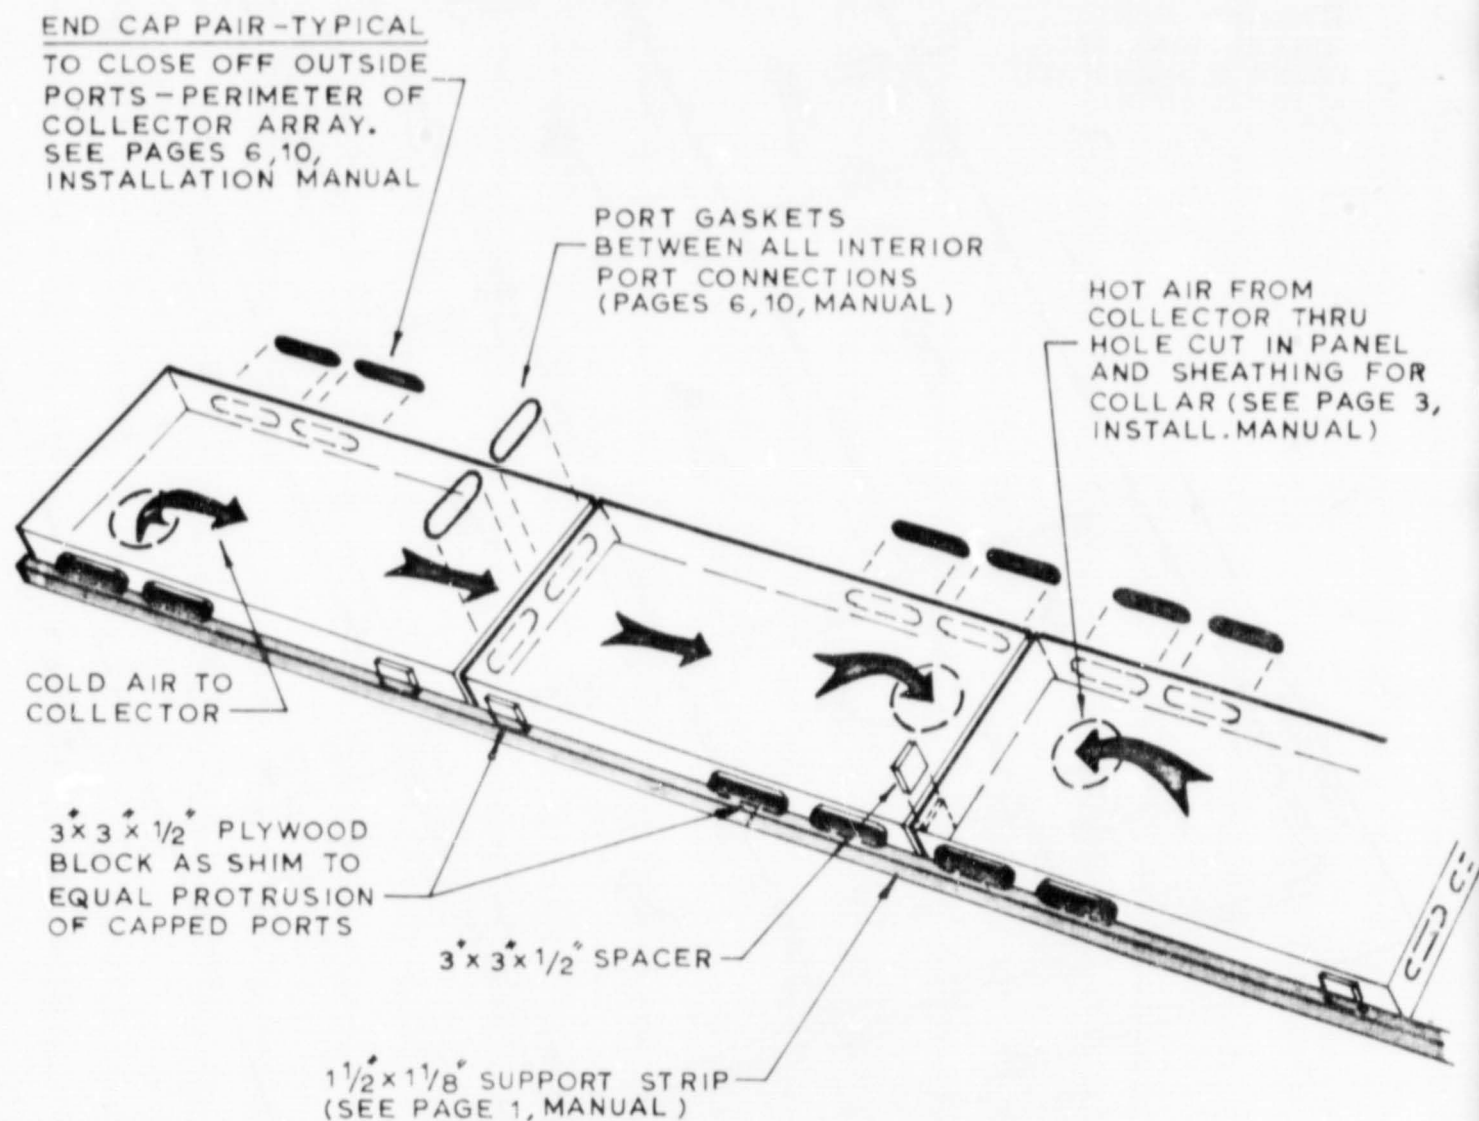 END CAP PAIR-TYPICAL
TO CLOSE OFF OUTSIDE
PORTS-PERIMETER OF
COLLECTOR ARRAY.
SEE PAGES 6,10,
INSTALLATION MANUAL
PORT GASKETS
BETWEEN ALL INTERIOR
PORT CONNECTIONS
(PAGES 6,10, MANUAL)
HOT AIR FROM
COLLECTOR THRU
HOLE CUT IN PANEL
AND SHEATHING FOR
COLLAR (SEE PAGE 3,
INSTALL. MANUAL)
COLD AIR TO
COLLECTOR
3"x 3"x 1/2" PLYWOOD
BLOCK AS SHIM TO
EQUAL PROTRUSION
OF CAPPED PORTS
3"x 3"x 1/2" SPACER
1 1/2"x 1 1/8" SUPPORT STRIP
(SEE PAGE 1, MANUAL)